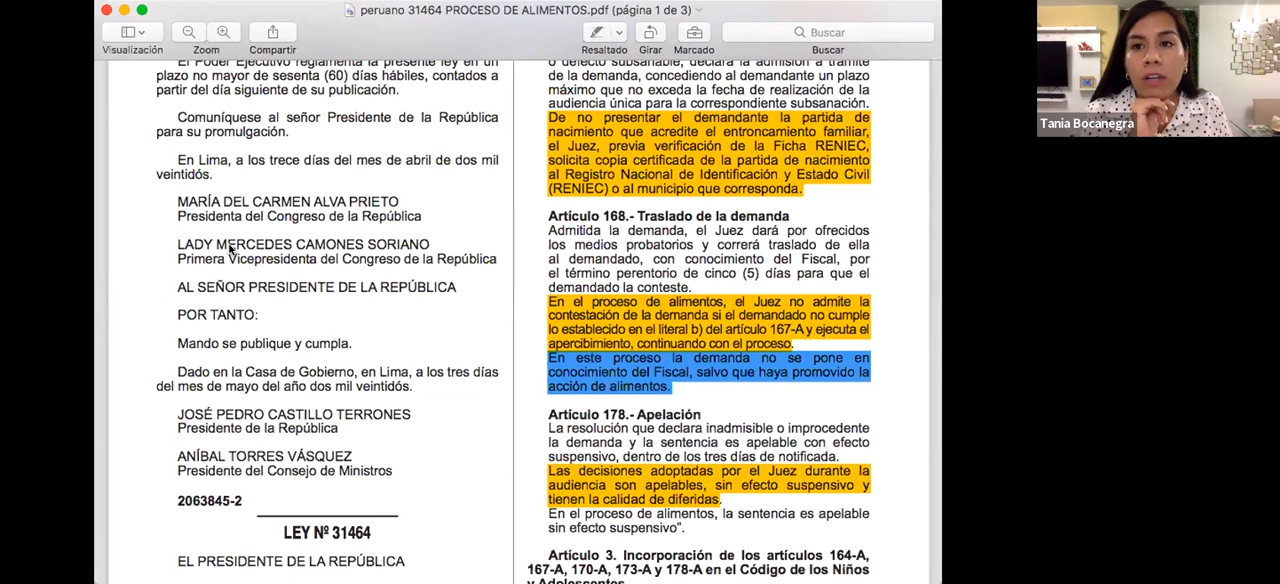 peruano 31464 PROCESO DE ALIMENTOS.pdf (página 1 de 3)
Buscar
Visualización
Zoom
Compartir
Resaltado
Girar
Marcado
Buscar
El Poder Ejecutivo reglamenta la presente ley en un
plazo no mayor de sesenta (60) días hábiles, contados a
partir del día siguiente de su publicación.
Comuníquese al señor Presidente de la República
para su promulgación.
En Lima, a los trece días del mes de abril de dos mil
veintidós.
MARÍA DEL CARMEN ALVA PRIETO
Presidenta del Congreso de la República
LADY MERCEDES CAMONES SORIANO
Primera Vicepresidenta del Congreso de la República
AL SEÑOR PRESIDENTE DE LA REPÚBLICA
POR TANTO:
Mando se publique y cumpla.
Dado en la Casa de Gobierno, en Lima, a los tres días
del mes de mayo del año dos mil veintidós.
JOSÉ PEDRO CASTILLO TERRONES
Presidente de la República
ANÍBAL TORRES VÁSQUEZ
Presidente del Consejo de Ministros
2063845-2
LEY Nº 31464
EL PRESIDENTE DE LA REPÚBLICA
o defecto subsanable, declara la admisión a trámite
de la demanda, concediendo al demandante un plazo
máximo que no exceda la fecha de realización de la
audiencia única para la correspondiente subsanación.
De no presentar el demandante la partida de
nacimiento que acredite el entroncamiento familiar,
el Juez, previa verificación de la Ficha RENIEC,
solicita copia certificada de la partida de nacimiento
al Registro Nacional de Identificación y Estado Civil
(RENIEC) o al municipio que corresponda.
Artículo 168.- Traslado de la demanda
Admitida la demanda, el Juez dará por ofrecidos
los medios probatorios y correrá traslado de ella
al demandado, con conocimiento del Fiscal, por
el término perentorio de cinco (5) días para que el
demandado la conteste.
En el proceso de alimentos, el Juez no admite la
contestación de la demanda si el demandado no cumple
lo establecido en el literal b) del artículo 167-A y ejecuta el
apercibimiento, continuando con el proceso.
En este proceso la demanda no se pone en
conocimiento del Fiscal, salvo que haya promovido la
acción de alimentos.
Artículo 178.- Apelación
La resolución que declara inadmisible o improcedente
la demanda y la sentencia es apelable con efecto
suspensivo, dentro de los tres días de notificada.
Las decisiones adoptadas por el Juez durante la
audiencia son apelables, sin efecto suspensivo y
tienen la calidad de diferidas.
En el proceso de alimentos, la sentencia es apelable
sin efecto suspensivo”.
Artículo 3. Incorporación de los artículos 164-A,
167-A, 170-A, 173-A y 178-A en el Código de los Niños
y Adolescentes
Tania Bocanegra